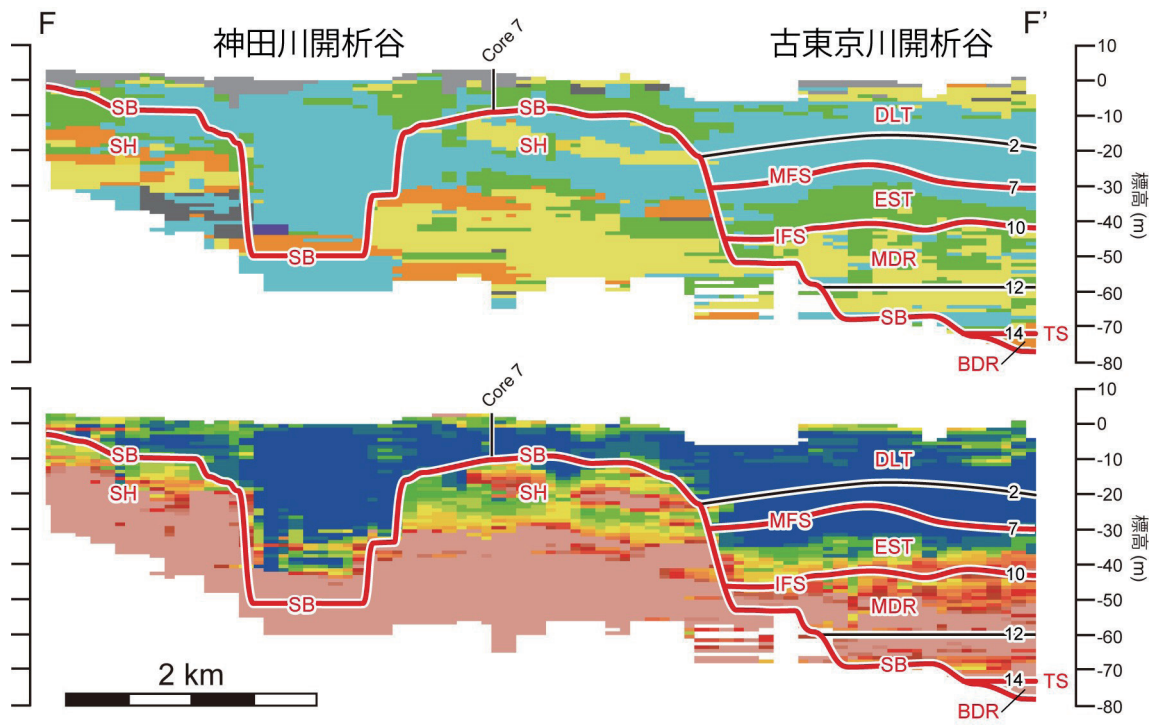 F
神田川開析谷
Core 7
古東京川開析谷
F'
10
0
-10
-20
-30
-40
-50
-60
-70
-80
標高 (m)
SB
SH
SB
SB
SH
DLT
2
MFS
7
EST
IFS
10
MDR
12
SB
14
TS
BDR
Core 7
10
0
-10
-20
-30
-40
-50
-60
-70
-80
標高 (m)
SB
SH
SB
SB
SH
DLT
2
MFS
7
EST
IFS
10
MDR
12
SB
14
TS
BDR
2 km